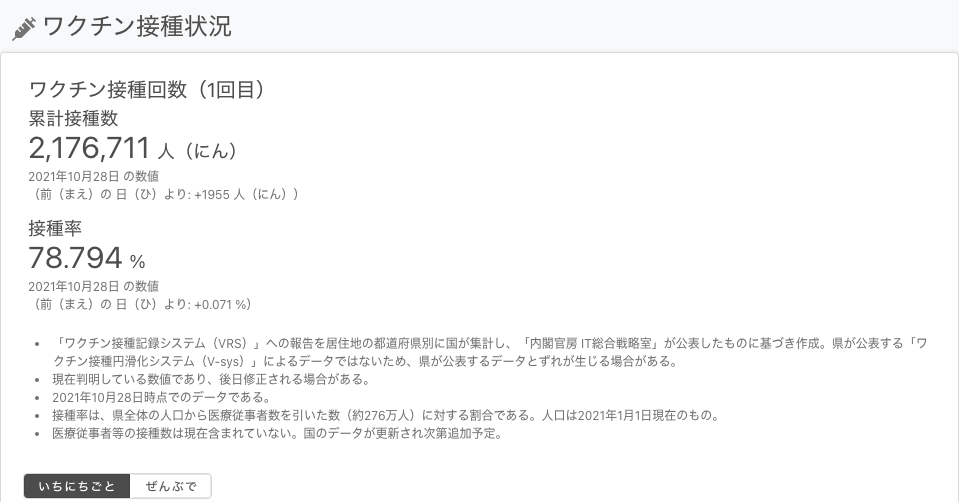 ワクチン接種状況
ワクチン接種回数（1回目）
累計接種数
2,176,711 人（にん）
2021年10月28日 の数値
（前（まえ）の 日（ひ）より: +1955 人（にん））
接種率
78.794 %
2021年10月28日 の数値
（前（まえ）の 日（ひ）より: +0.071 %）
• 「ワクチン接種記録システム（VRS）」への報告を居住地の都道府県別に国が集計し、「内閣官房 IT総合戦略室」が公表したものに基づき作成。県が公表する「ワ
クチン接種円滑化システム（V-sys）」によるデータではないため、県が公表するデータとずれが生じる場合がある。
• 現在判明している数値であり、後日修正される場合がある。
• 2021年10月28日時点でのデータである。
• 接種率は、県全体の人口から医療従事者数を引いた数（約276万人）に対する割合である。人口は2021年1月1日現在のもの。
• 医療従事者等の接種数は現在含まれていない。国のデータが更新され次第追加予定。
いちにちごと ぜんぶで